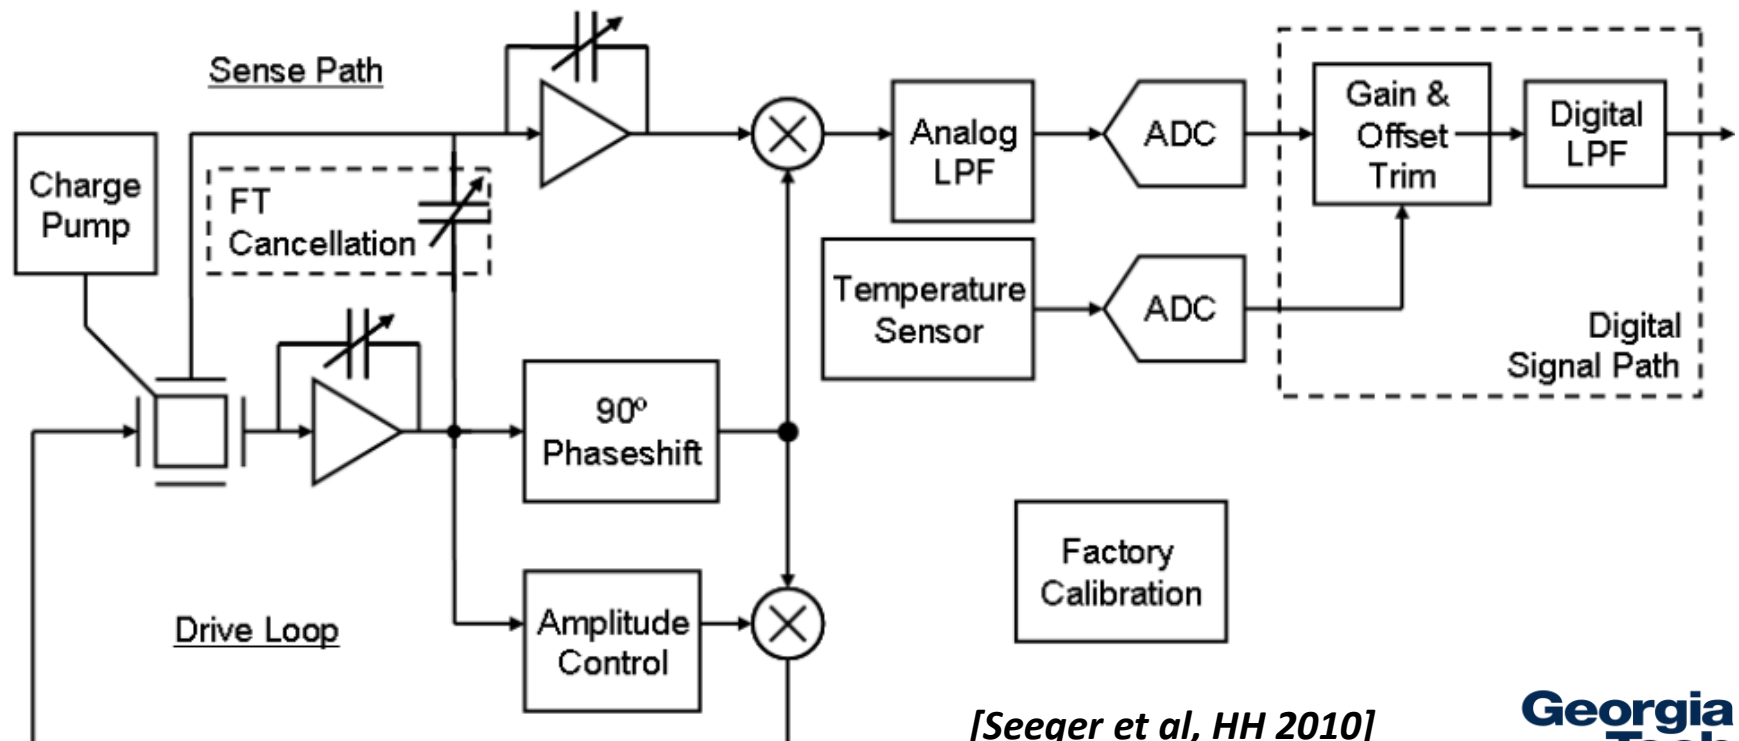 Sense Path
Charge
Pump
FT
Cancellation
Analog
LPF
ADC
Gain &
Offset
Trim
Digital
LPF
Temperature
Sensor
ADC
Digital
Signal Path
90º
Phaseshift
Factory
Calibration
Drive Loop
Amplitude
Control
[Seeger et al, HH 2010]
Georgia
Tech